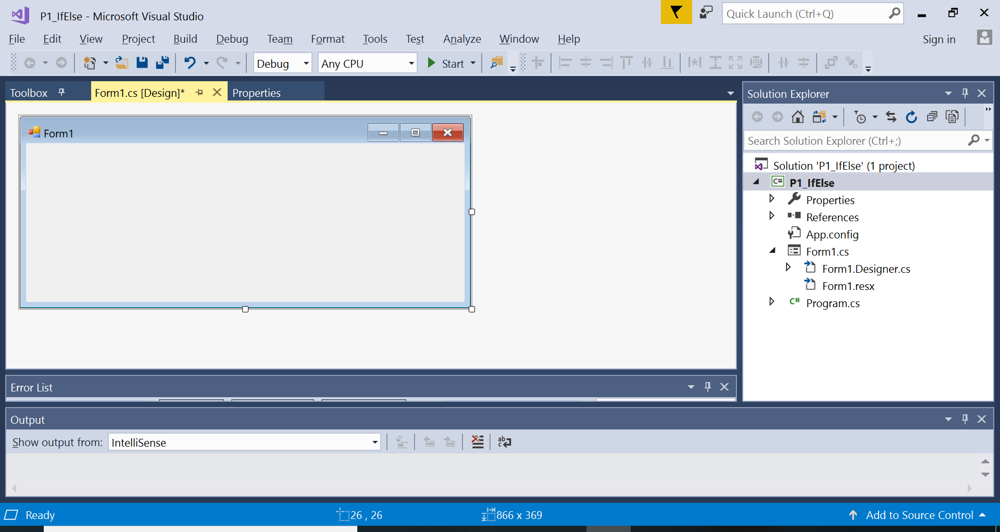 P1_IfElse - Microsoft Visual Studio
Quick Launch (Ctrl+Q)
File Edit View Project Build Debug Team Format Tools Test Analyze Window Help
Sign in
Debug Any CPU Start
Toolbox Form1.cs [Design]* Properties
Form1
Solution Explorer
Search Solution Explorer (Ctrl+;)
Solution 'P1_IfElse' (1 project)
C# P1_IfElse
Properties
References
App.config
Form1.cs
Form1.Designer.cs
Form1.resx
C# Program.cs
Error List
Output
Show output from: IntelliSense
Ready
26 , 26
866 x 369
Add to Source Control